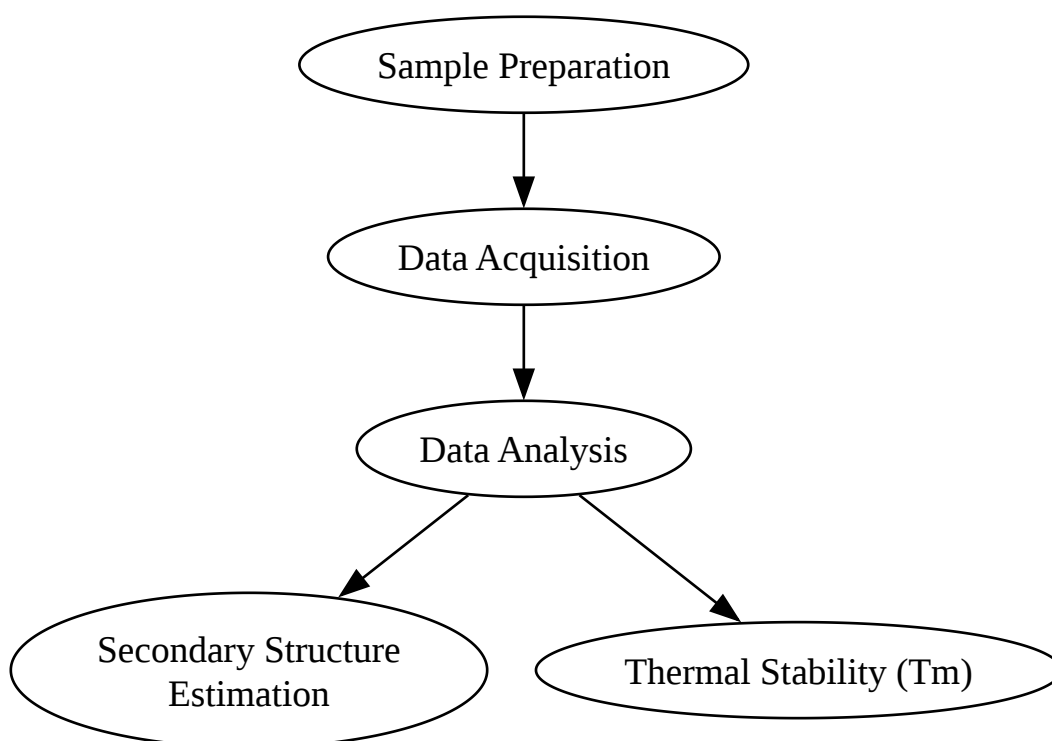 Sample Preparation
Data Acquisition
Data Analysis
Secondary Structure
Estimation
Thermal Stability (Tm)